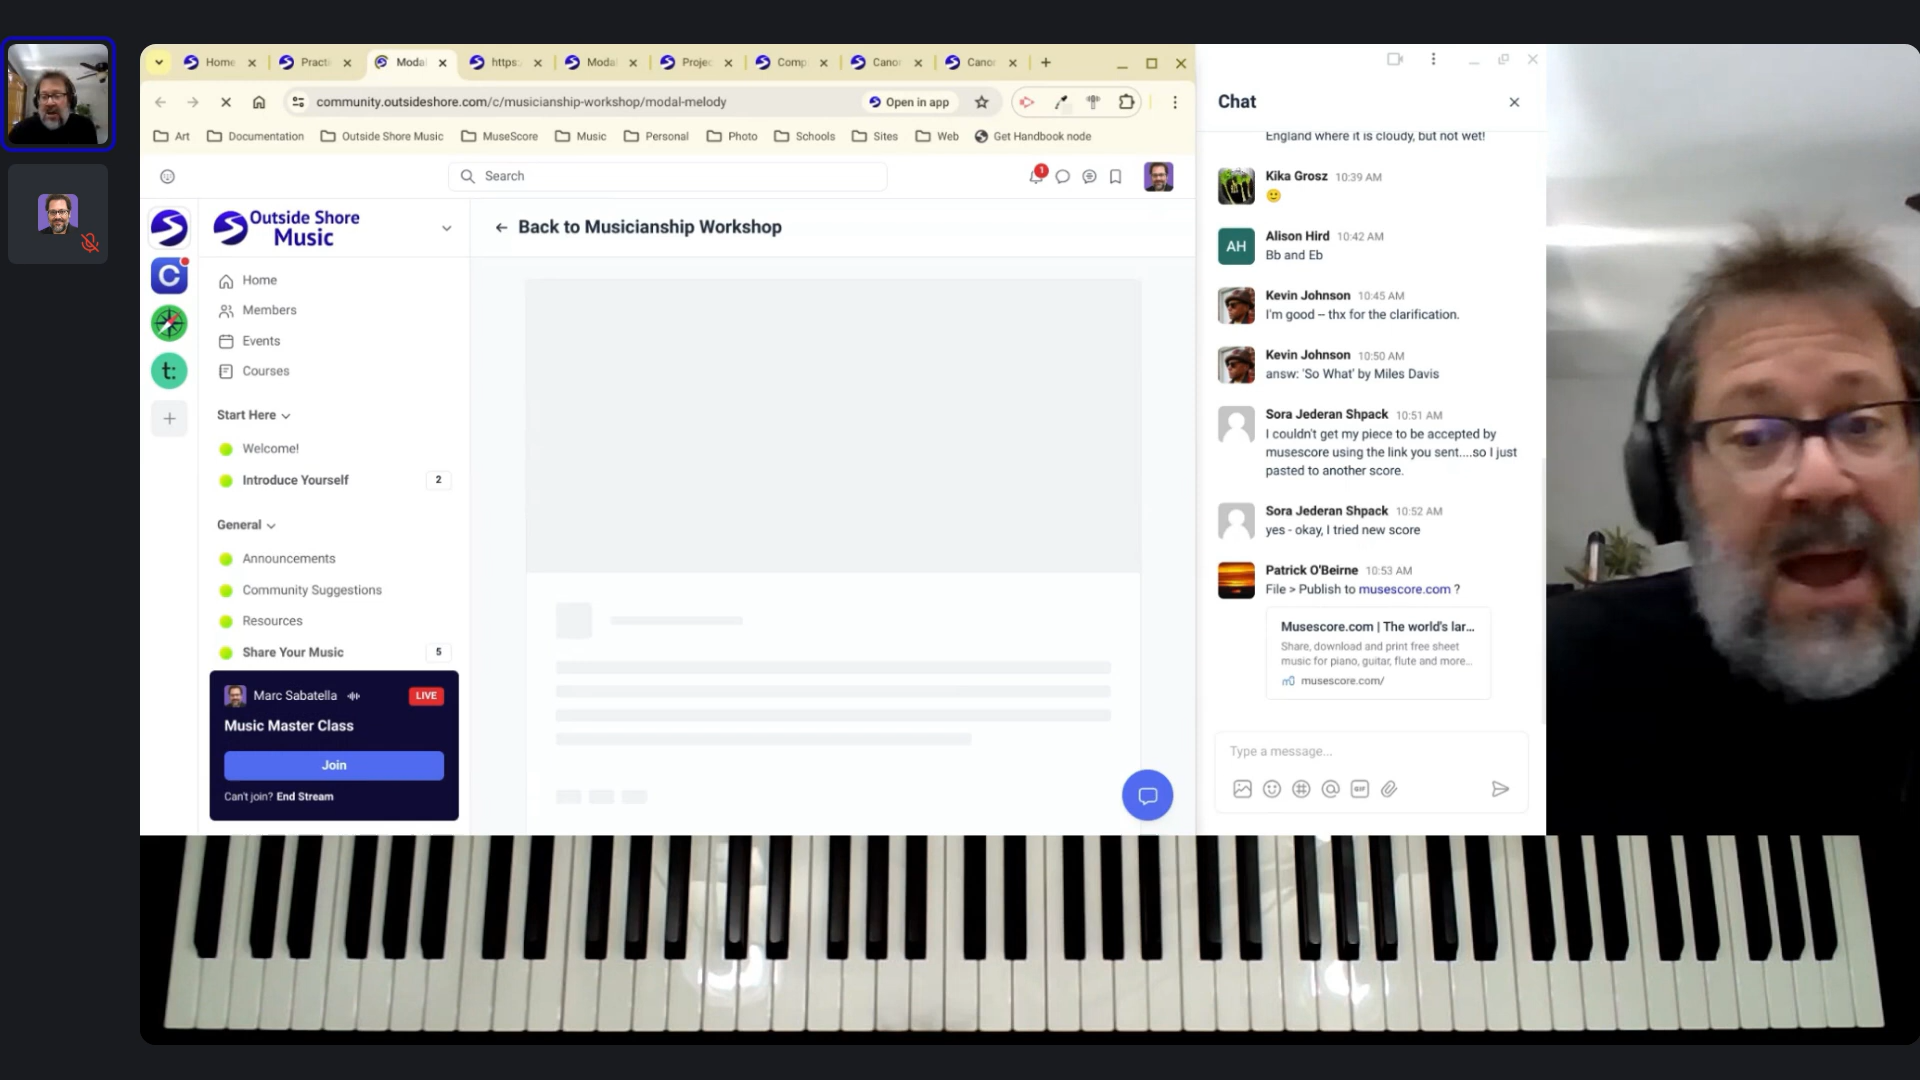 Home
Practi
Modal
https:
Modal
Projec
Comp
Canor
Canor
community.outsideshore.com/c/musicianship-workshop/modal-melody
Open in app
Art
Documentation
Outside Shore Music
MuseScore
Music
Personal
Photo
Schools
Sites
Web
Get Handbook node
Search
1
Outside Shore
Music
Back to Musicianship Workshop
C
t:
Home
Members
Events
Courses
Start Here
Welcome!
Introduce Yourself 2
General
Announcements
Community Suggestions
Resources
Share Your Music 5
Marc Sabatella LIVE
Music Master Class
Join
Can't join? End Stream
Chat
England where it is cloudy, but not wet!
Kika Grosz 10:39 AM
AH
Alison Hird 10:42 AM
Bb and Eb
Kevin Johnson 10:45 AM
I'm good – thx for the clarification.
Kevin Johnson 10:50 AM
answ: 'So What' by Miles Davis
Sora Jederan Shpack 10:51 AM
I couldn't get my piece to be accepted by
musescore using the link you sent....so I just
pasted to another score.
Sora Jederan Shpack 10:52 AM
yes - okay, I tried new score
Patrick O'Beirne 10:53 AM
File > Publish to musescore.com ?
Musescore.com | The world's lar...
Share, download and print free sheet
music for piano, guitar, flute and more...
musescore.com/
Type a message...
GIF